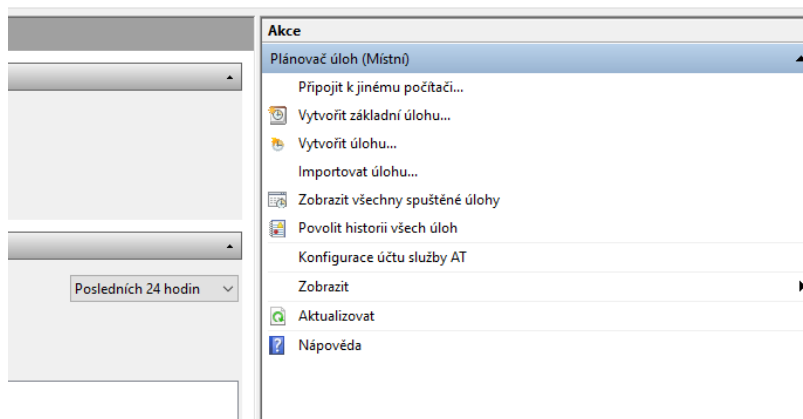 Akce
Plánovač úloh (Místní)
Připojit k jinému počítači...
Vytvořit základní úlohu...
Vytvořit úlohu...
Importovat úlohu...
Zobrazit všechny spuštěné úlohy
Povolit historii všech úloh
Konfigurace účtu služby AT
Posledních 24 hodin
Zobrazit
Aktualizovat
Nápověda